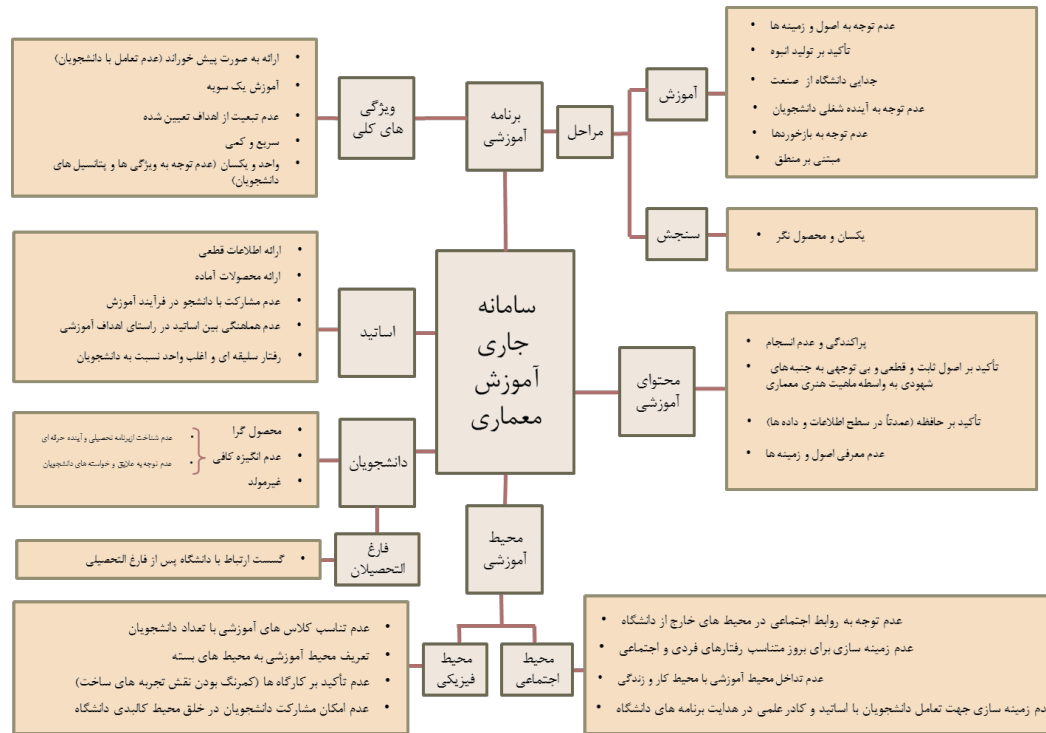 عدم توجه به اصول و زمینه ها
تأکید بر تولید انبوه
جدایی دانشگاه از صنعت
عدم توجه به آینده شغلی دانشجویان
عدم توجه به بازخوردها
مبتنی بر منطق
آموزش
مراحل
برنامه
آموزشی
ویژگی
های کلی
ارائه به صورت پیش خوراند (عدم تعامل با دانشجویان)
آموزش یک سویه
عدم تبعیت از اهداف تعیین شده
سریع و کمی
واحد و یکسان (عدم توجه به ویژگی ها و پتانسیل های
دانشجویان)
سنجش
یکسان و محصول نگر
سامانه
جاری
آموزش
معماری
اساتید
ارائه اطلاعات قطعی
ارائه محصولات آماده
عدم مشارکت با دانشجو در فرآیند آموزش
عدم هماهنگی بین اساتید در راستای اهداف آموزشی
رفتار سلیقه ای و اغلب واحد نسبت به دانشجویان
محتوای
آموزشی
پراکندگی و عدم انسجام
تأکید بر اصول ثابت و قطعی و بی توجهی به جنبه های
شهودی به واسطه ماهیت هنری معماری
تأکید بر حافظه (عمدتاً در سطح اطلاعات و داده ها)
عدم معرفی اصول و زمینه ها
دانشجویان
محصول گرا
عدم انگیزه کافی
غیرمولد
عدم شناخت ازبرنامه تحصیلی و آینده حرفه ای
عدم توجه به علایق و خواسته های دانشجویان
فارغ
التحصیلان
گسست ارتباط با دانشگاه پس از فارغ التحصیلی
محیط
آموزشی
محیط
اجتماعی
عدم توجه به روابط اجتماعی در محیط های خارج از دانشگاه
عدم زمینه سازی برای بروز متناسب رفتارهای فردی و اجتماعی
عدم تداخل محیط آموزشی با محیط کار و زندگی
دم زمینه سازی جهت تعامل دانشجویان با اساتید و کادر علمی در هدایت برنامه های دانشگاه
محیط
فیزیکی
عدم تناسب کلاس های آموزشی با تعداد دانشجویان
تعریف محیط آموزشی به محیط های بسته
عدم تأکید بر کارگاه ها (کمرنگ بودن نقش تجربه های ساخت)
عدم امکان مشارکت دانشجویان در خلق محیط کالبدی دانشگاه